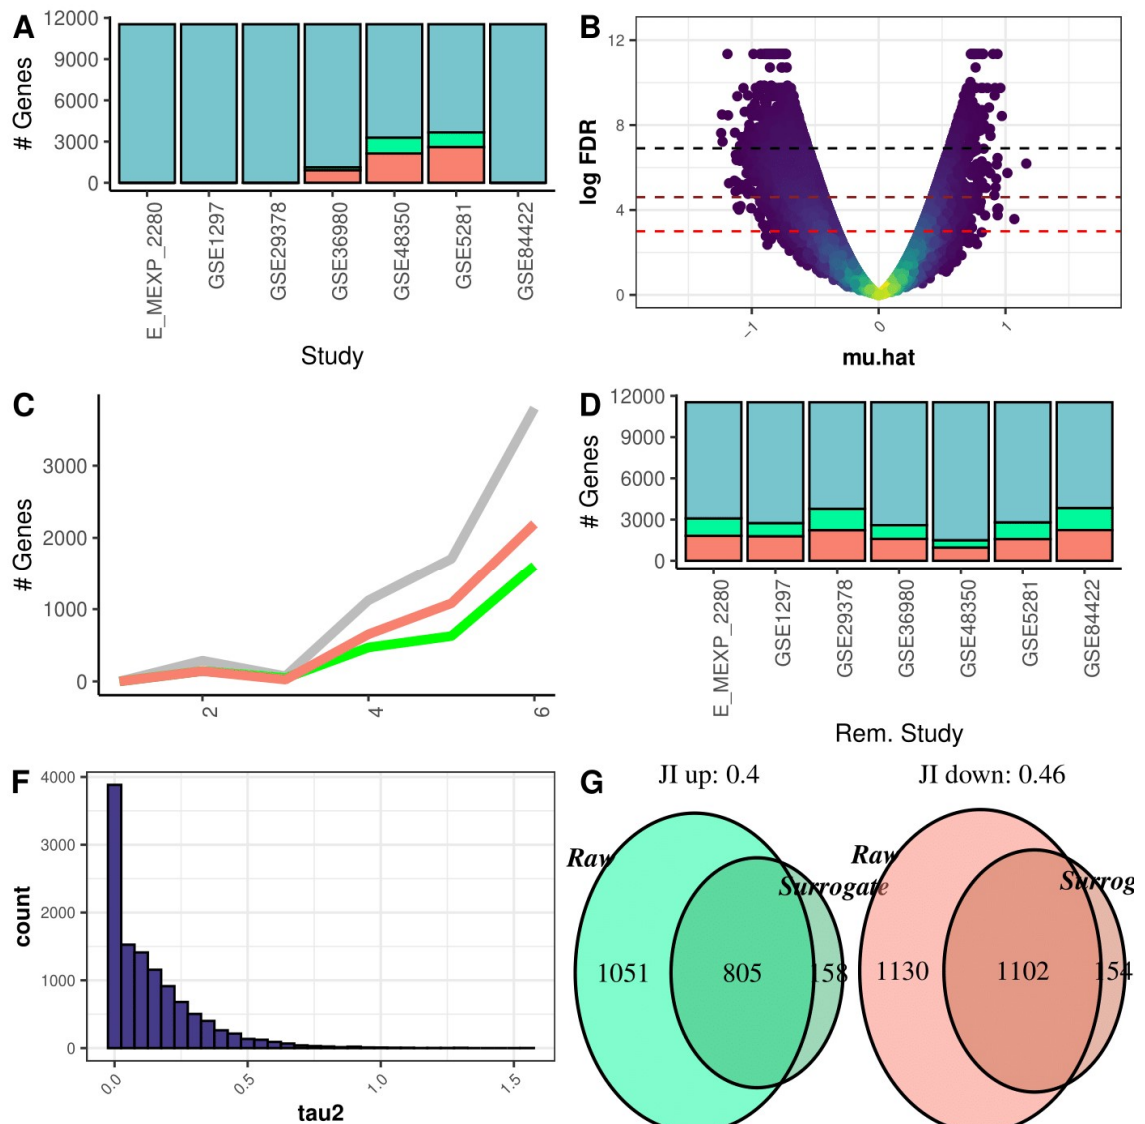 A
12000
9000
6000
3000
0
# Genes
E_MEXP_2280
GSE1297
GSE29378
GSE36980
GSE48350
GSE5281
GSE84422
Study
B
12
8
4
0
log FDR
−1
0
1
mu.hat
C
3000
2000
1000
0
# Genes
2
4
6
D
12000
9000
6000
3000
0
# Genes
E_MEXP_2280
GSE1297
GSE29378
GSE36980
GSE48350
GSE5281
GSE84422
Rem. Study
F
4000
3000
2000
1000
0
count
0.0
0.5
1.0
1.5
tau2
G
JI up: 0.4
Raw
Surrogate
1051
805
158
JI down: 0.46
Raw
Surrog
1130
1102
154